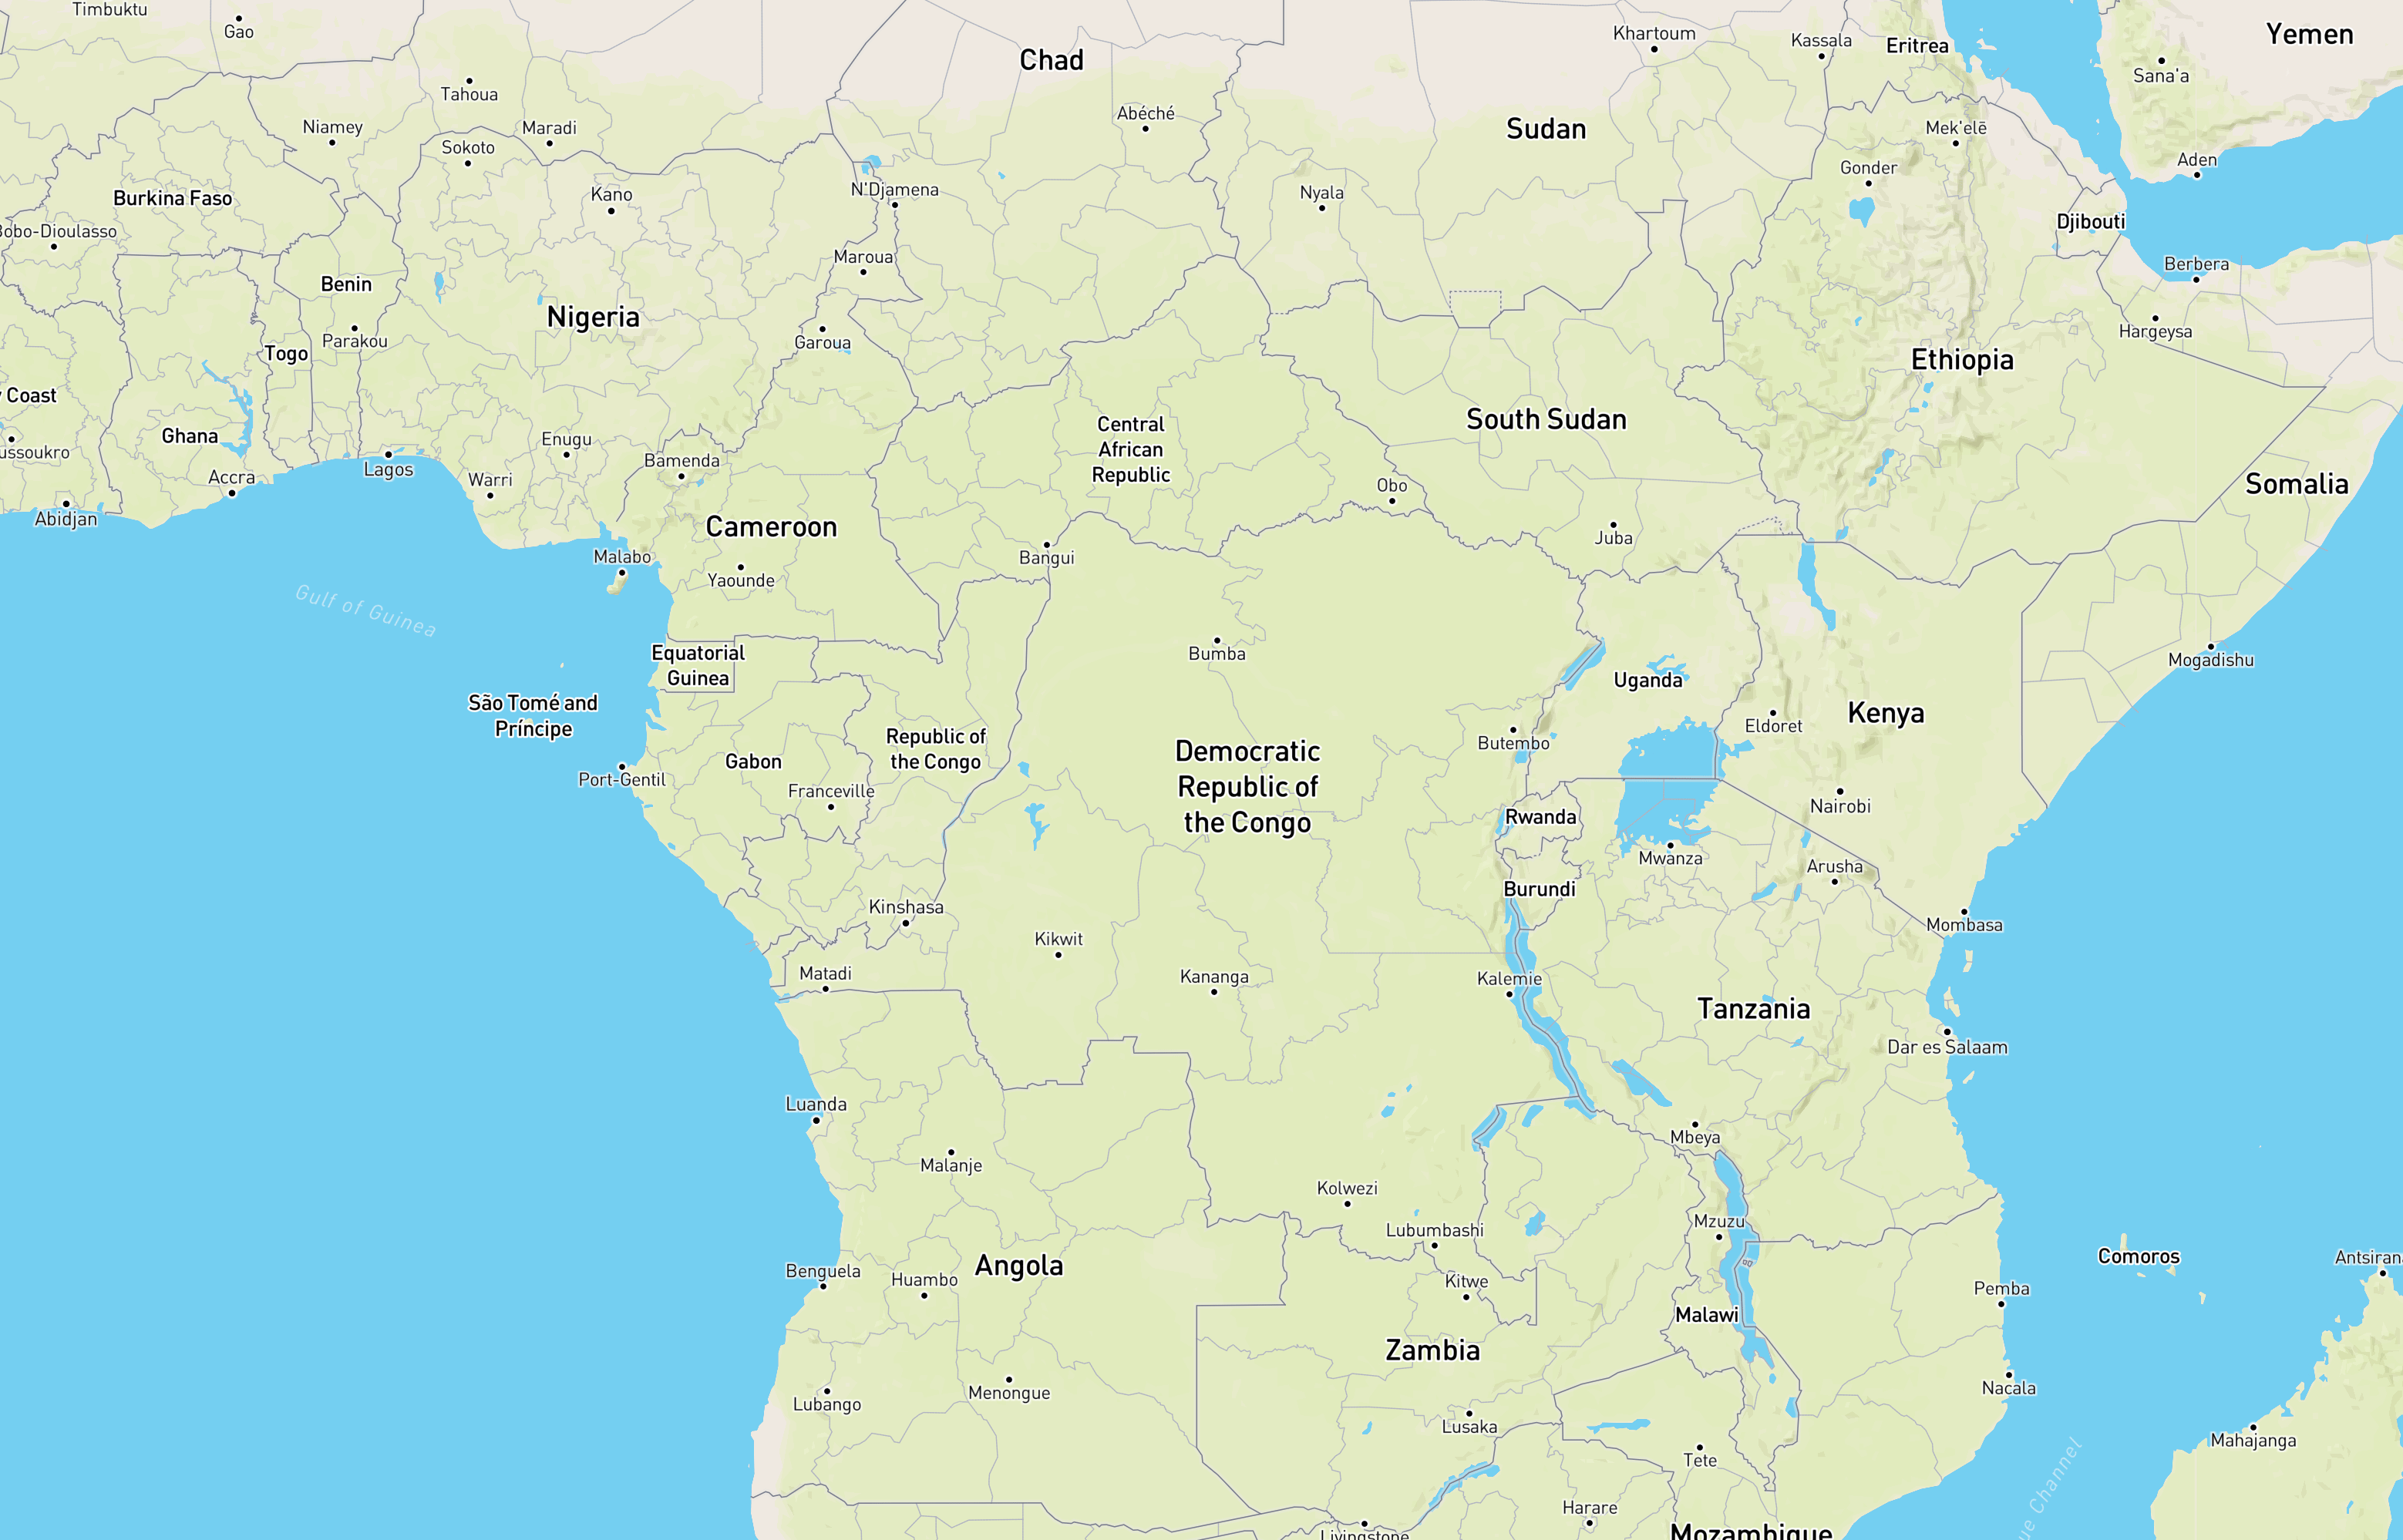 Timbuktu
Gao
Chad
Khartoum
Kassala
Eritrea
Yemen
Sana'a
Tahoua
Niamey
Maradi
Sokoto
Abéché
Sudan
Mek'elē
Gonder
Aden
Burkina Faso
Kano
N'Djamena
Nyala
Djibouti
Bobo-Dioulasso
Maroua
Berbera
Benin
Nigeria
Parakou
Togo
Garoua
Hargeysa
Ethiopia
y Coast
Ghana
Central
African
Republic
South Sudan
ussoukro
Enugu
Bamenda
Lagos
Accra
Warri
Obo
Somalia
Abidjan
Cameroon
Juba
Malabo
Yaounde
Bangui
Gulf of Guinea
Equatorial
Guinea
Bumba
Uganda
Mogadishu
São Tomé and
Príncipe
Republic of
the Congo
Democratic
Republic of
the Congo
Butembo
Eldoret
Kenya
Gabon
Port-Gentil
Franceville
Nairobi
Rwanda
Mwanza
Arusha
Burundi
Kinshasa
Mombasa
Kikwit
Matadi
Kananga
Kalemie
Tanzania
Dar es Salaam
Luanda
Mbeya
Malanje
Kolwezi
Lubumbashi
Mzuzu
Angola
Benguela
Huambo
Kitwe
Comoros
Antsiran
Pemba
Malawi
Zambia
Lubango
Menongue
Nacala
Lusaka
Tete
Mahajanga
ue Channel
Harare
Livingstone
Mozambique